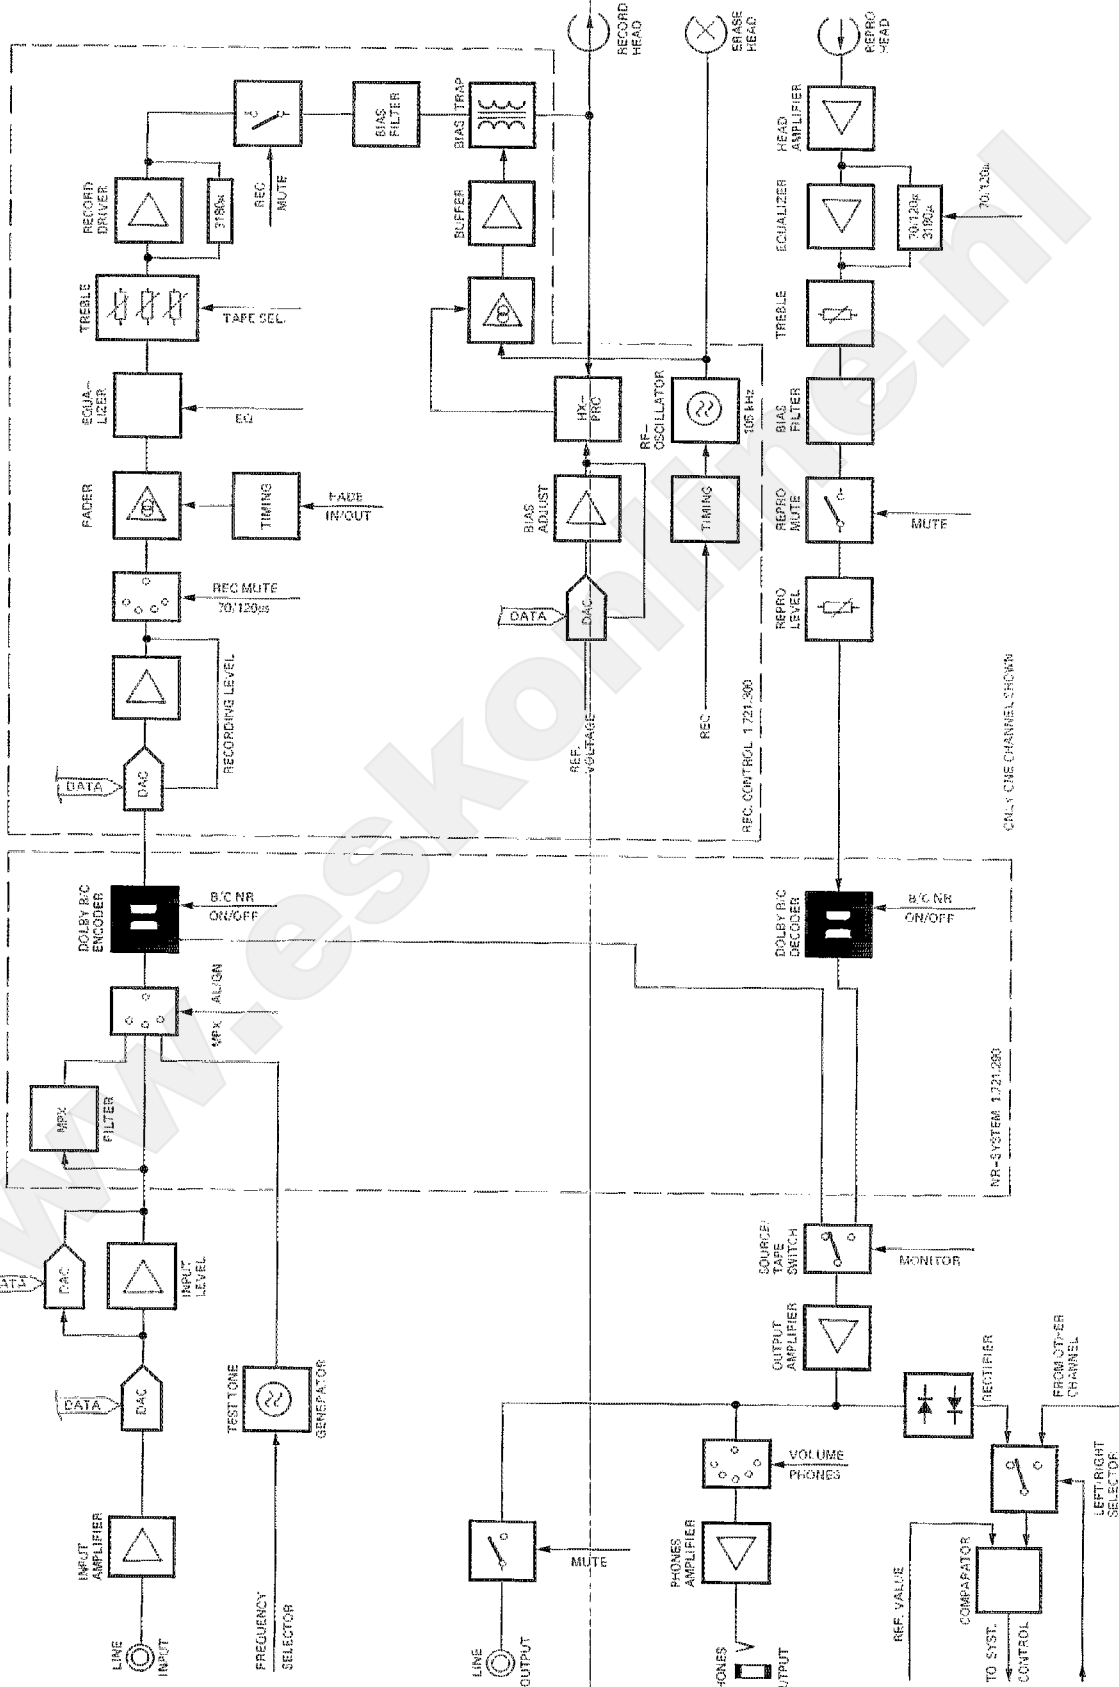 LINE
INPUT
INPUT
AMPLIFIER
DATA
DAC
ATA
DAC
INPUT
LEVEL
MPX
FILTER
MPX ALIGN
DOLBY B/C
ENCODER
B/C NR
ON/OFF
DATA
DAC
RECORDING LEVEL
REC MUTE
70/120µs
FADER
TIMING
FADE
IN/OUT
EQUA-
LIZER
EQ
TREBLE
TAPE SEL.
RECORD
DRIVER
3180µ
REC
MUTE
BIAS
FILTER
BIAS TRAP
RECORD
HEAD
FREQUENCY
SELECTOR
TEST TONE
GENERATOR
BUFFER
ERASE
HEAD
HX-
PRO
BIAS
ADJUST
DATA
DAC
REF.
VOLTAGE
RF-
OSCILLATOR
105 kHz
TIMING
REC
REC. CONTROL 1.721.300
REPRO
HEAD
HEAD
AMPLIFIER
EQUALIZER
70/120µ
3180µ
70/120µ
TREBLE
BIAS
FILTER
REPRO
MUTE
MUTE
REPRO
LEVEL
DOLBY B/C
DECODER
B/C NR
ON/OFF
NR-SYSTEM 1.721.290
ONLY ONE CHANNEL SHOWN
SOURCE/
TAPE
SWITCH
MONITOR
OUTPUT
AMPLIFIER
RECTIFIER
FROM OTHER
CHANNEL
LEFT/RIGHT
SELECTOR
COMPARATOR
REF. VALUE
TO SYST.
CONTROL
VOLUME
PHONES
PHONES
AMPLIFIER
HONES
UTPUT
MUTE
LINE
OUTPUT
www.eskonline.nl